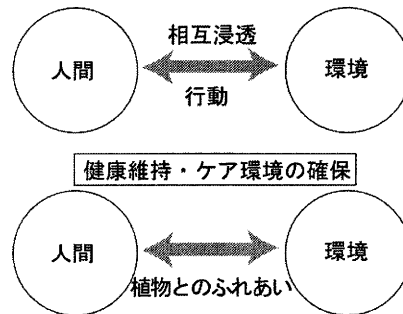 相互浸透
人間
環境
行動
健康維持・ケア環境の確保
人間
環境
植物とのふれあい